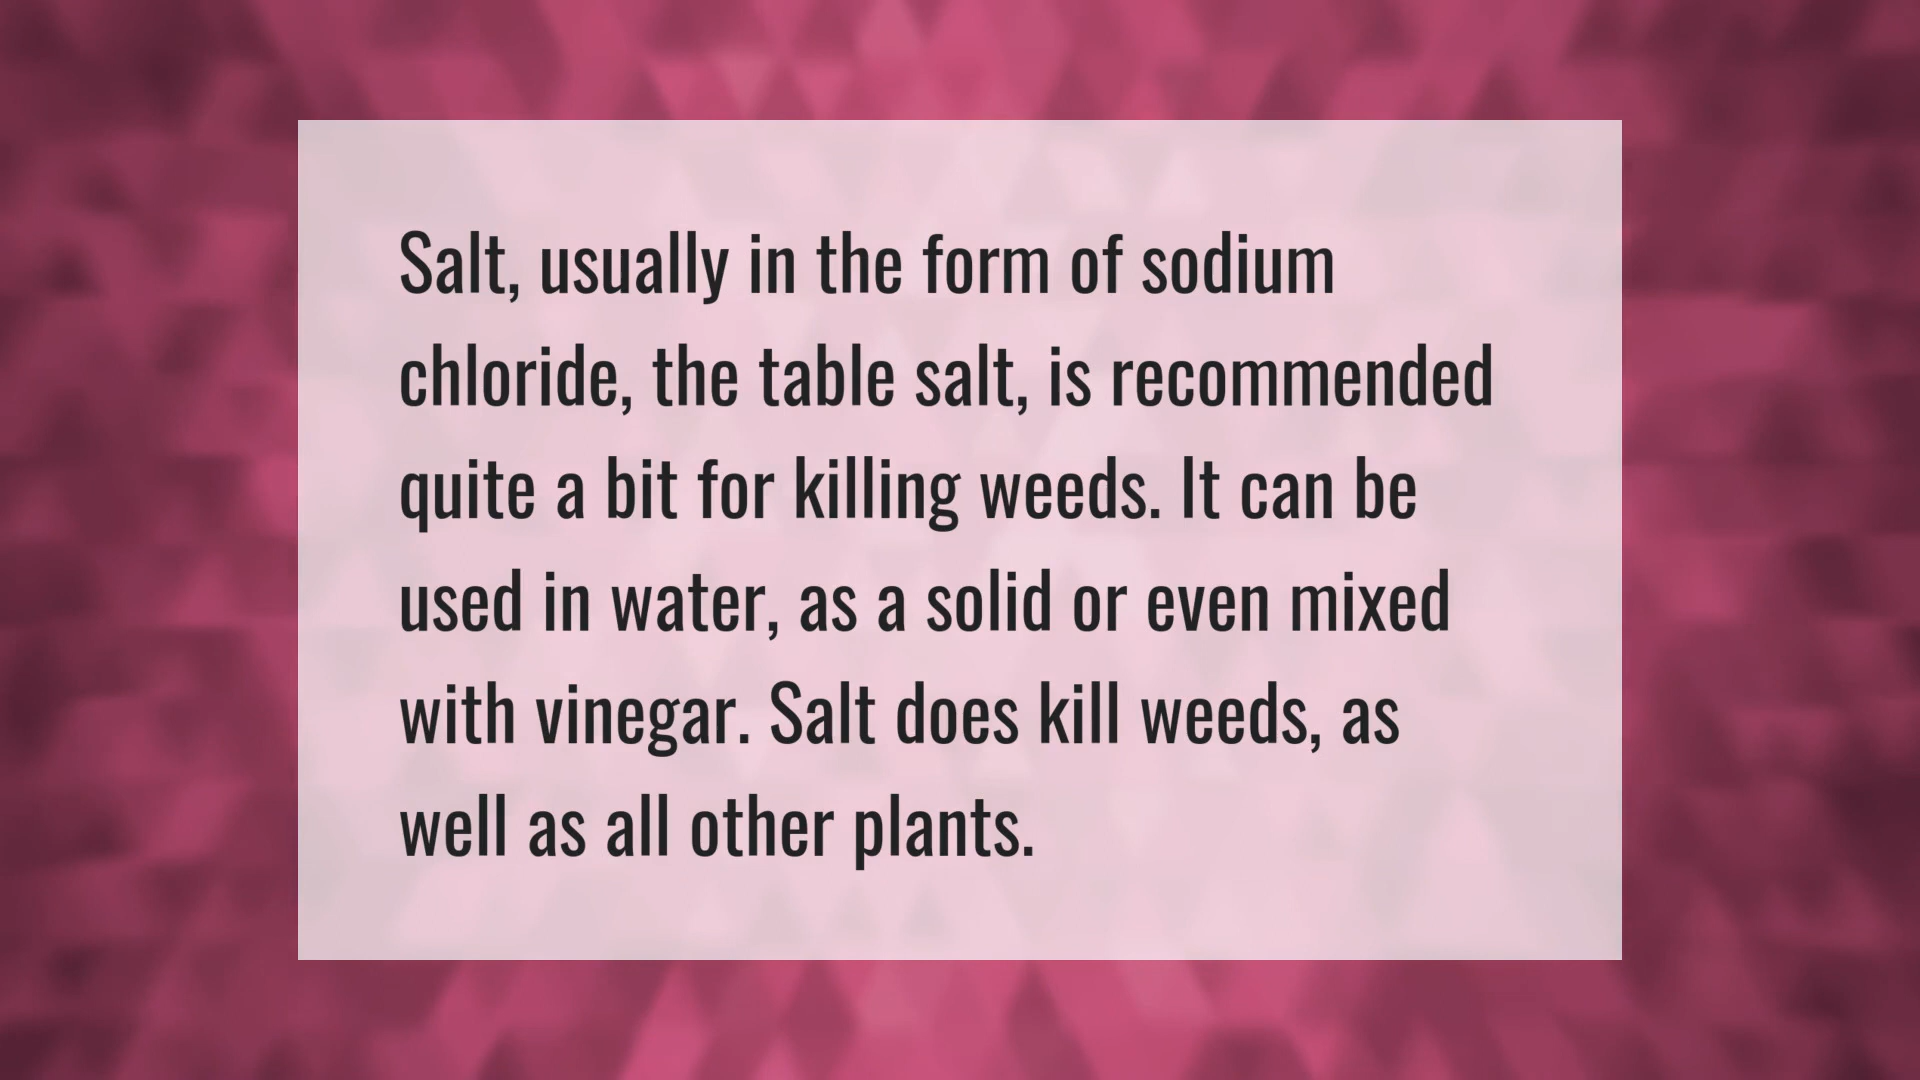 Salt, usually in the form of sodium
chloride, the table salt, is recommended
quite a bit for killing weeds. It can be
used in water, as a solid or even mixed
with vinegar. Salt does kill weeds, as
well as all other plants.